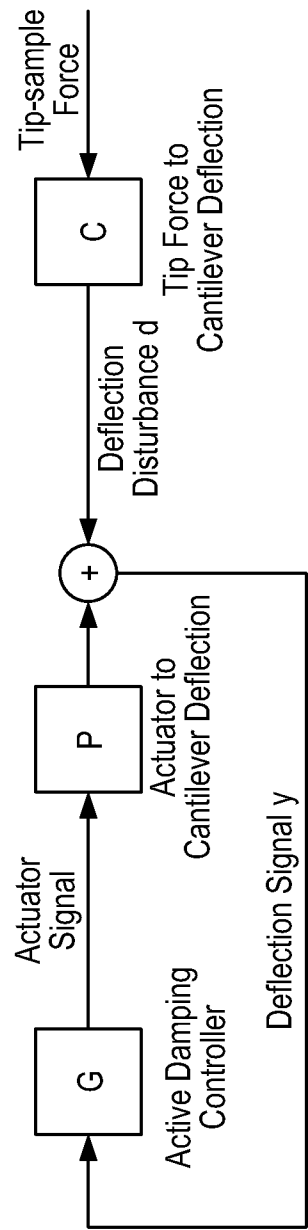 Actuator
Signal
Tip-sample
Force
G
P
+
C
Deflection
Disturbance d
Active Damping
Controller
Actuator to
Cantilever Deflection
Tip Force to
Cantilever Deflection
Deflection Signal y